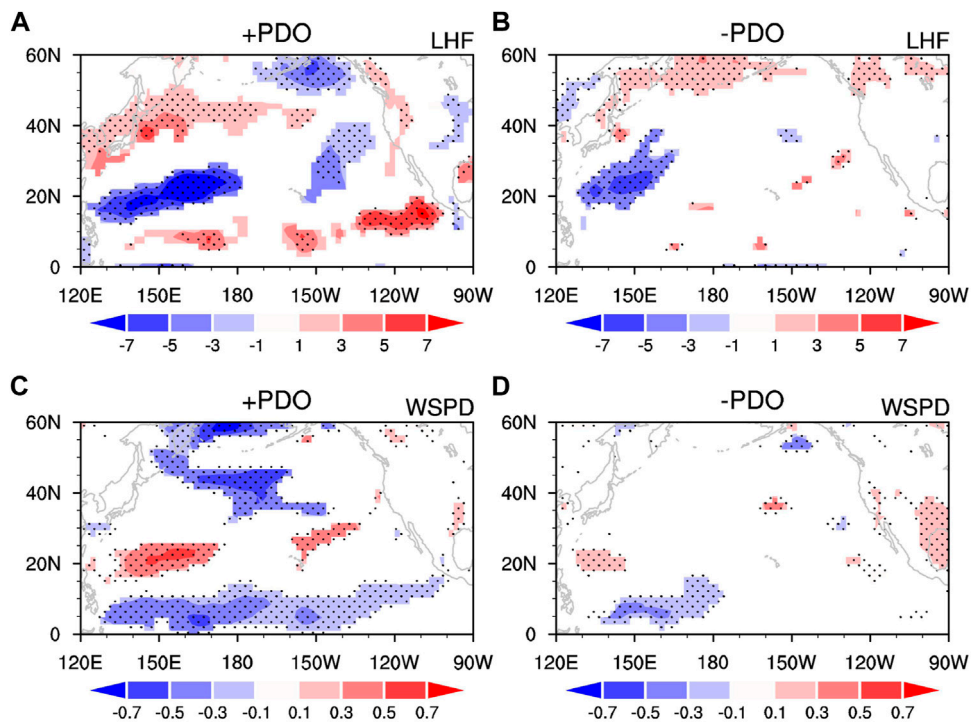 A
+PDO
LHF
60N
40N
20N
0
120E 150E 180 150W 120W 90W
-7 -5 -3 -1 1 3 5 7
B
-PDO
LHF
60N
40N
20N
0
120E 150E 180 150W 120W 90W
-7 -5 -3 -1 1 3 5 7
C
+PDO
WSPD
60N
40N
20N
0
120E 150E 180 150W 120W 90W
-0.7 -0.5 -0.3 -0.1 0.1 0.3 0.5 0.7
D
-PDO
WSPD
60N
40N
20N
0
120E 150E 180 150W 120W 90W
-0.7 -0.5 -0.3 -0.1 0.1 0.3 0.5 0.7